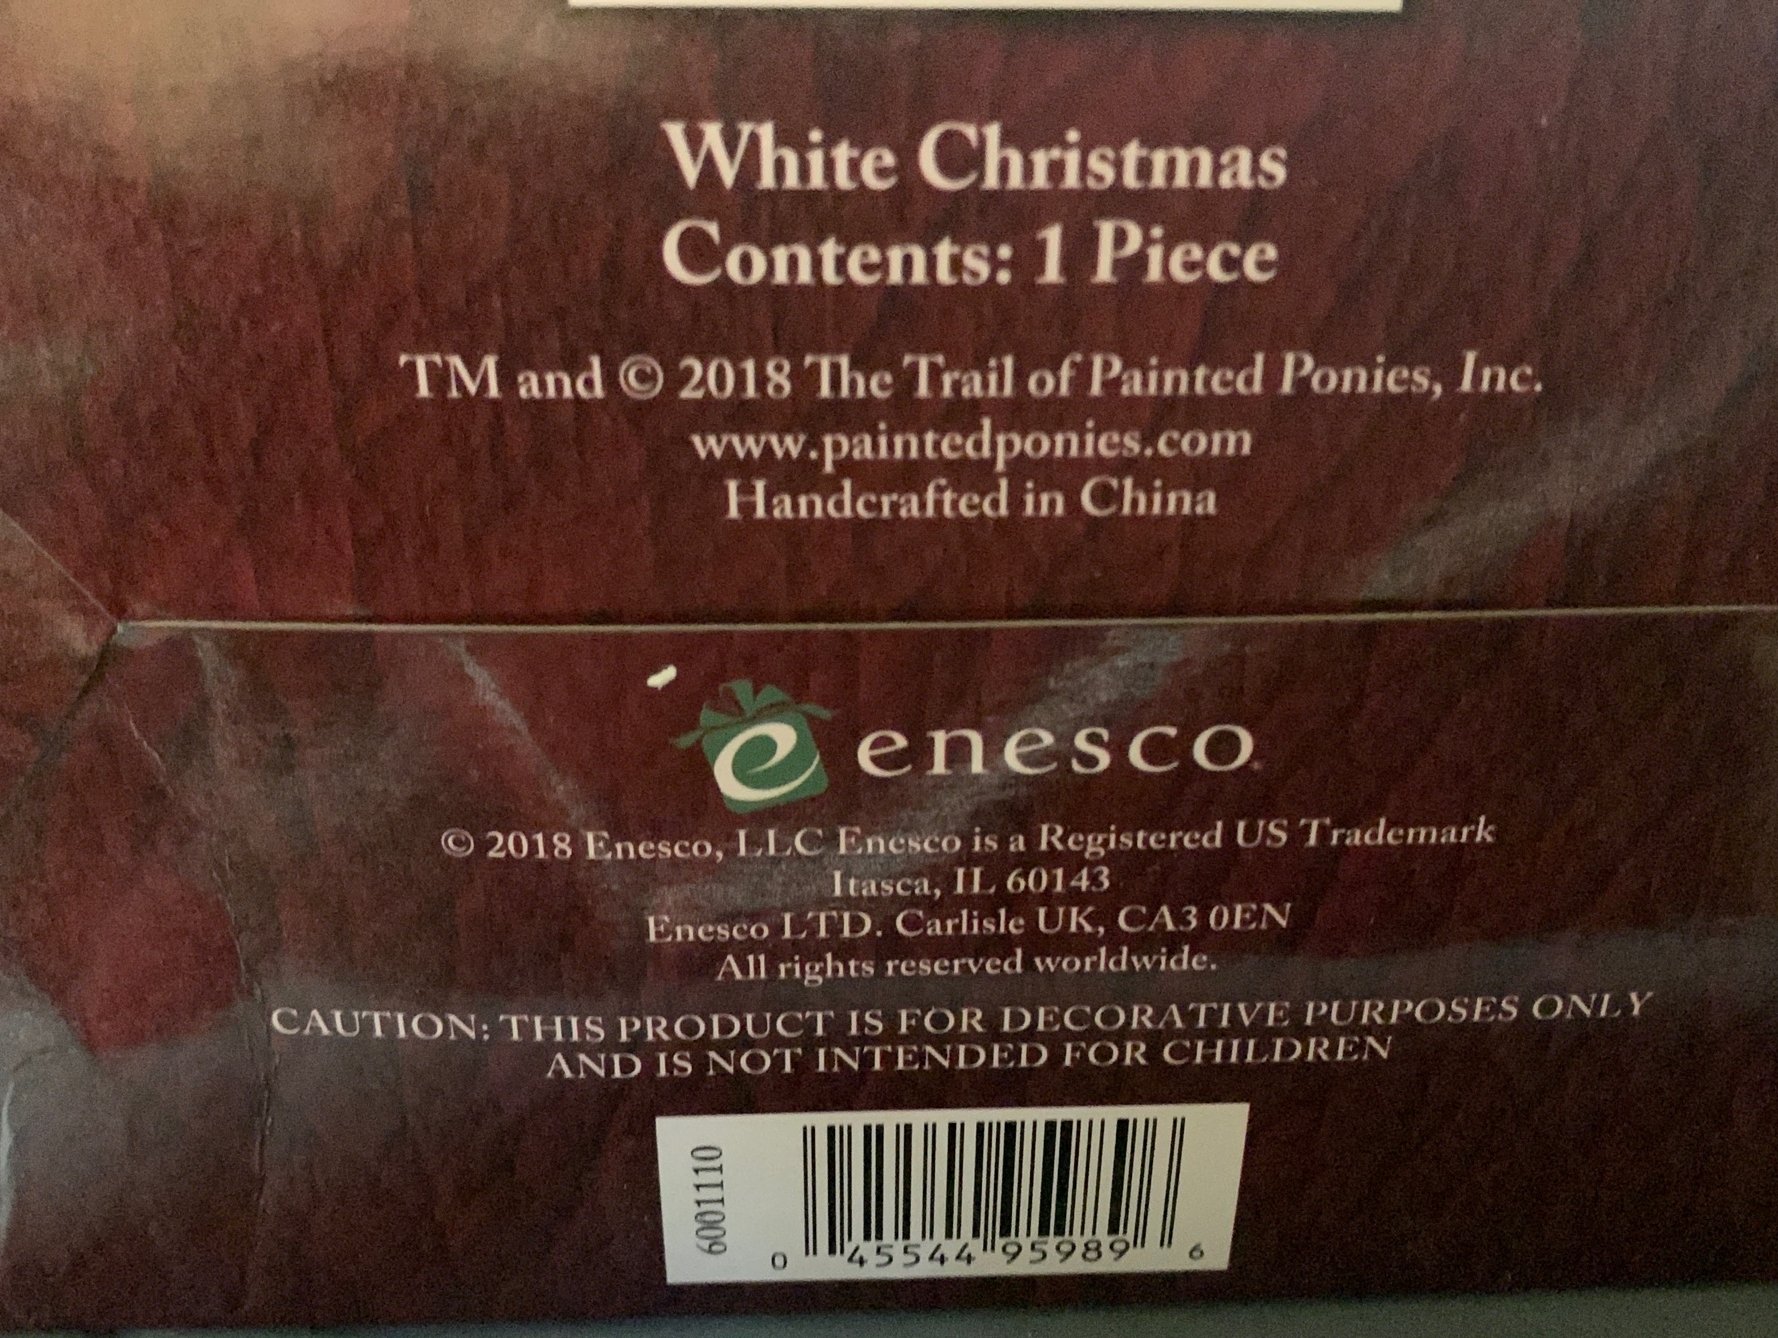 White Christmas
Contents: 1 Piece
TM and © 2018 The Trail of Painted Ponies, Inc.
www.paintedponies.com
Handcrafted in China
e enesco
© 2018 Enesco, LLC Enesco is a Registered US Trademark
Itasca, IL 60143
Enesco LTD. Carlisle UK, CA3 0EN
All rights reserved worldwide.
CAUTION: THIS PRODUCT IS FOR DECORATIVE PURPOSES ONLY
AND IS NOT INTENDED FOR CHILDREN
6001110
0 45544 95989 6